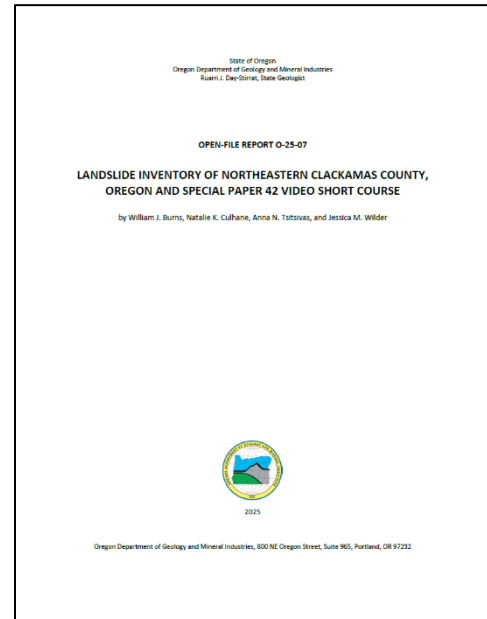 State of Oregon
Oregon Department of Geology and Mineral Industries
Ruarri J. Day-Stirrat, State Geologist
OPEN-FILE REPORT O-25-07
LANDSLIDE INVENTORY OF NORTHEASTERN CLACKAMAS COUNTY,
OREGON AND SPECIAL PAPER 42 VIDEO SHORT COURSE
by William J. Burns, Natalie K. Culhane, Anna N. Tsitsivas, and Jessica M. Wilder
2025
Oregon Department of Geology and Mineral Industries, 800 NE Oregon Street, Suite 965, Portland, OR 97232